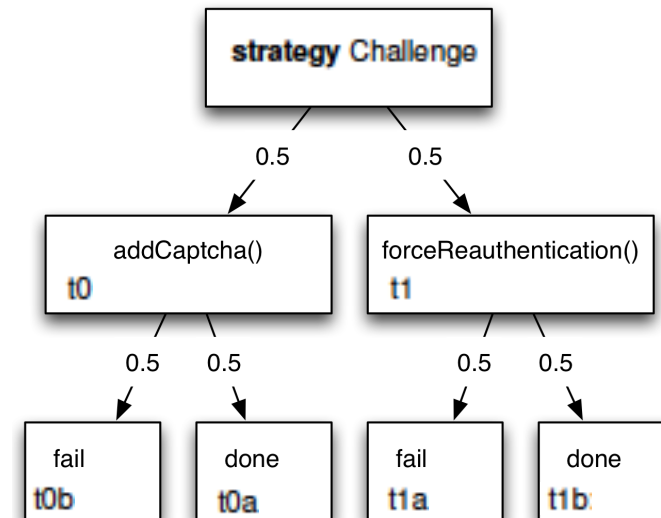 strategy Challenge
0.5
0.5
addCaptcha()
t0
forceReauthentication()
t1
0.5
0.5
0.5
0.5
fail
t0b
done
t0a
fail
t1a
done
t1b: